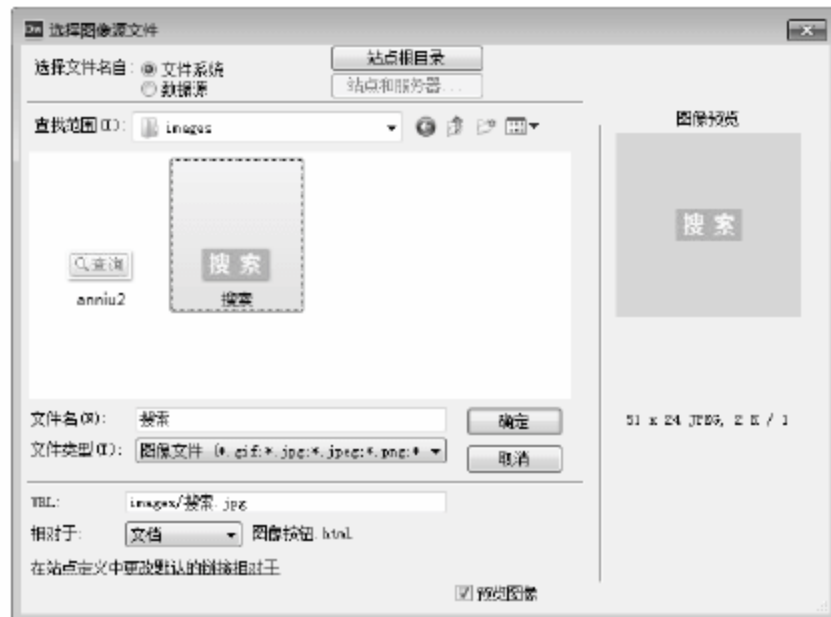 Dw 选择图像源文件
选择文件名自: 文件系统 站点根目录
数据源 站点和服务器...
查找范围(I): images
图像预览
搜 索
查询
搜 索
anniu2
搜索
文件名(N): 搜索 确定
51 x 24 JPEG, 2 K / 1
文件类型(T): 图像文件 (*.gif;*.jpg;*.jpeg;*.png;* 取消
URL: images/搜索.jpg
相对于: 文档 图像按钮.html
在站点定义中更改默认的链接相对于
预览图像